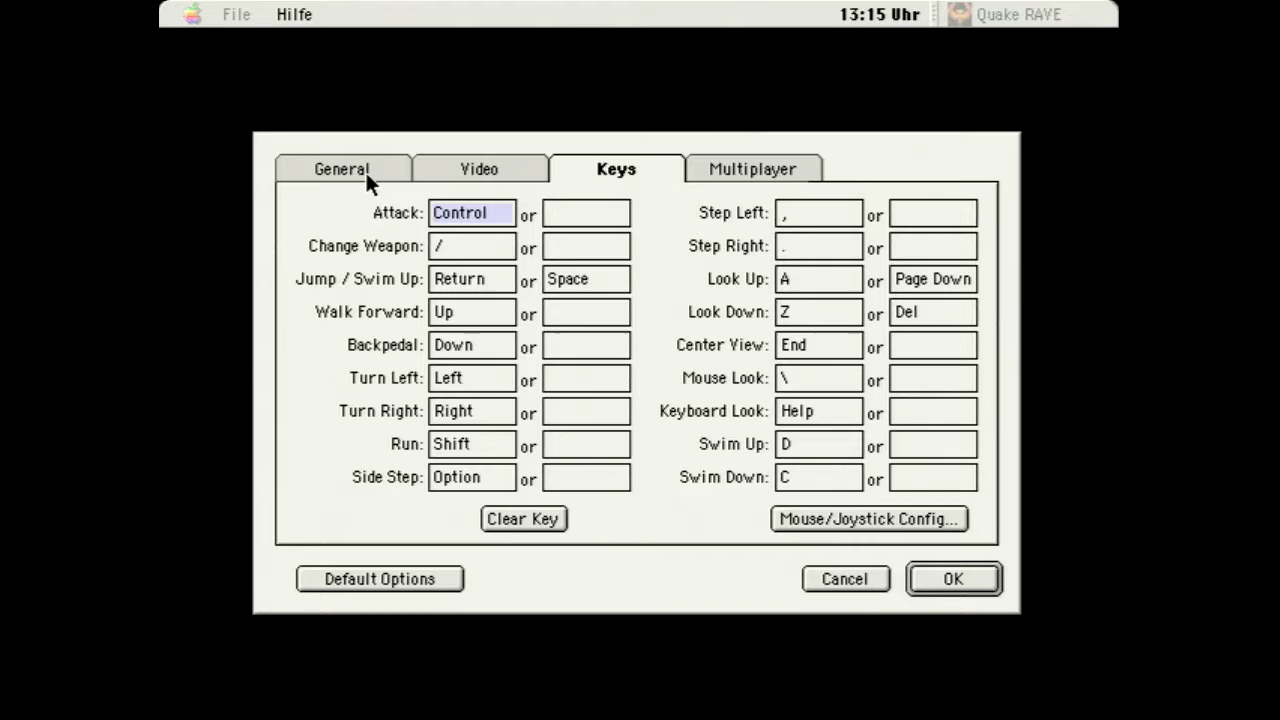 File Hilfe 13:15 Uhr Quake RAVE
General Video Keys Multiplayer
Attack: Control or Step Left: , or
Change Weapon: / or Step Right: . or
Jump / Swim Up: Return or Space Look Up: A or Page Down
Walk Forward: Up or Look Down: Z or Del
Backpedal: Down or Center View: End or
Turn Left: Left or Mouse Look: \ or
Turn Right: Right or Keyboard Look: Help or
Run: Shift or Swim Up: D or
Side Step: Option or Swim Down: C or
Clear Key Mouse/Joystick Config...
Default Options Cancel OK